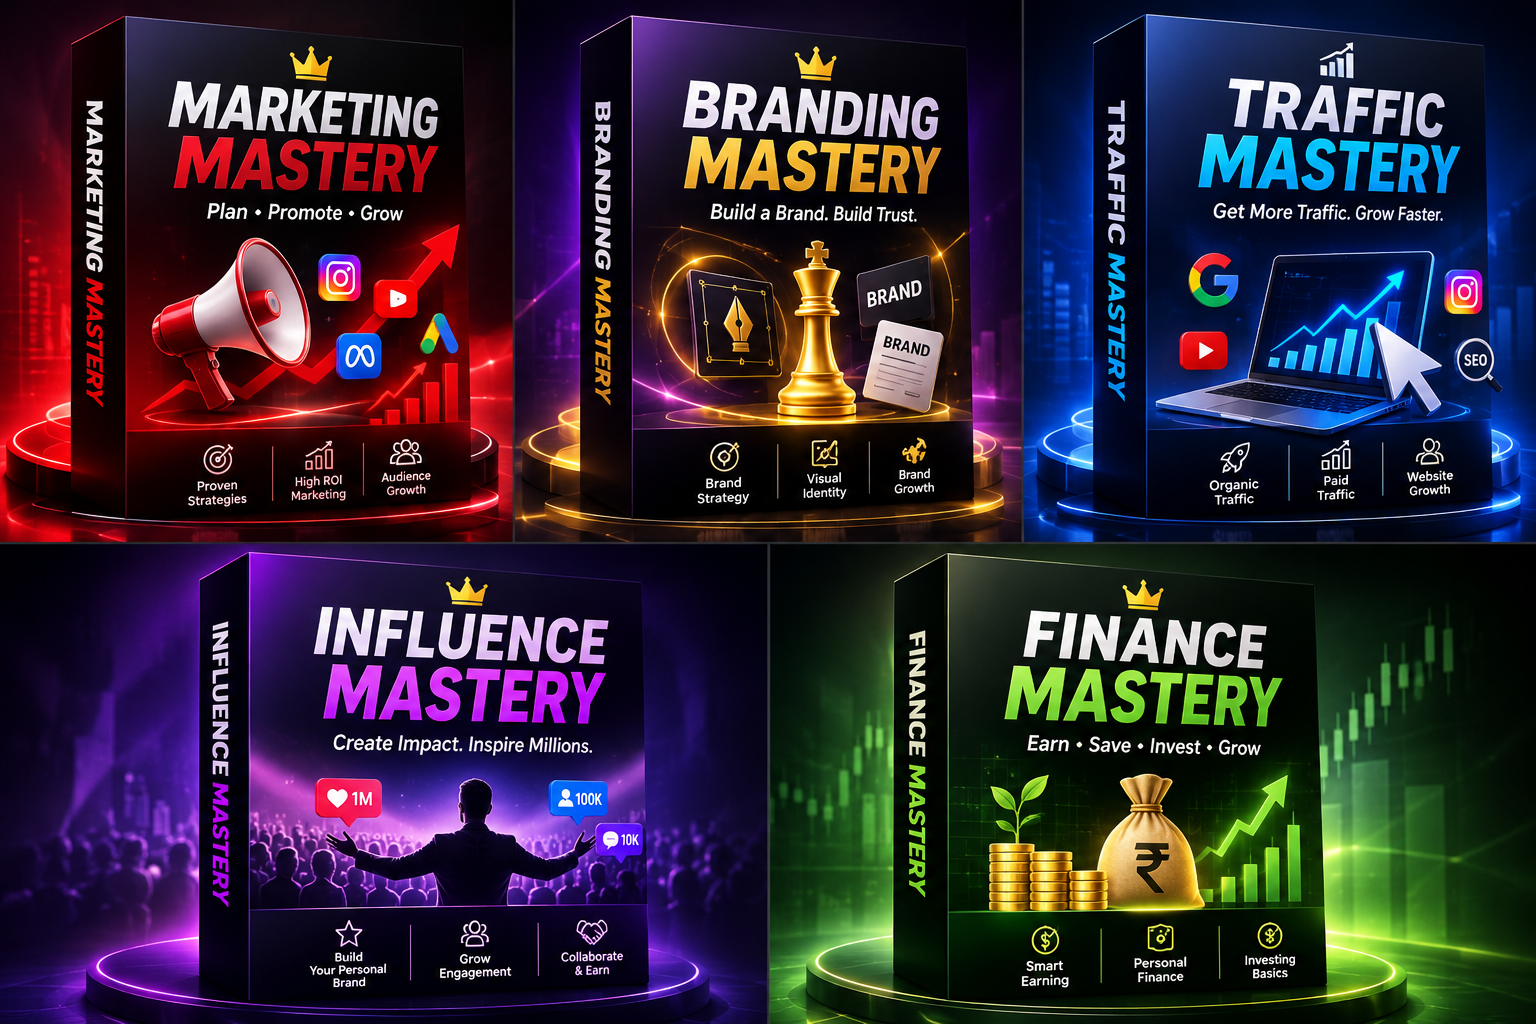 MARKETING MASTERY
MARKETING
MASTERY
Plan • Promote • Grow
Proven
Strategies
High ROI
Marketing
Audience
Growth
BRANDING MASTERY
BRANDING
MASTERY
Build a Brand. Build Trust.
BRAND
BRAND
Brand
Strategy
Visual
Identity
Brand
Growth
TRAFFIC MASTERY
TRAFFIC
MASTERY
Get More Traffic. Grow Faster.
G
SEO
Organic
Traffic
Paid
Traffic
Website
Growth
INFLUENCE MASTERY
INFLUENCE
MASTERY
Create Impact. Inspire Millions.
1M
100K
10K
Build
Your Personal
Brand
Grow
Engagement
Collaborate
& Earn
FINANCE MASTERY
FINANCE
MASTERY
Earn • Save • Invest • Grow
₹
$
Smart
Earning
Personal
Finance
Investing
Basics